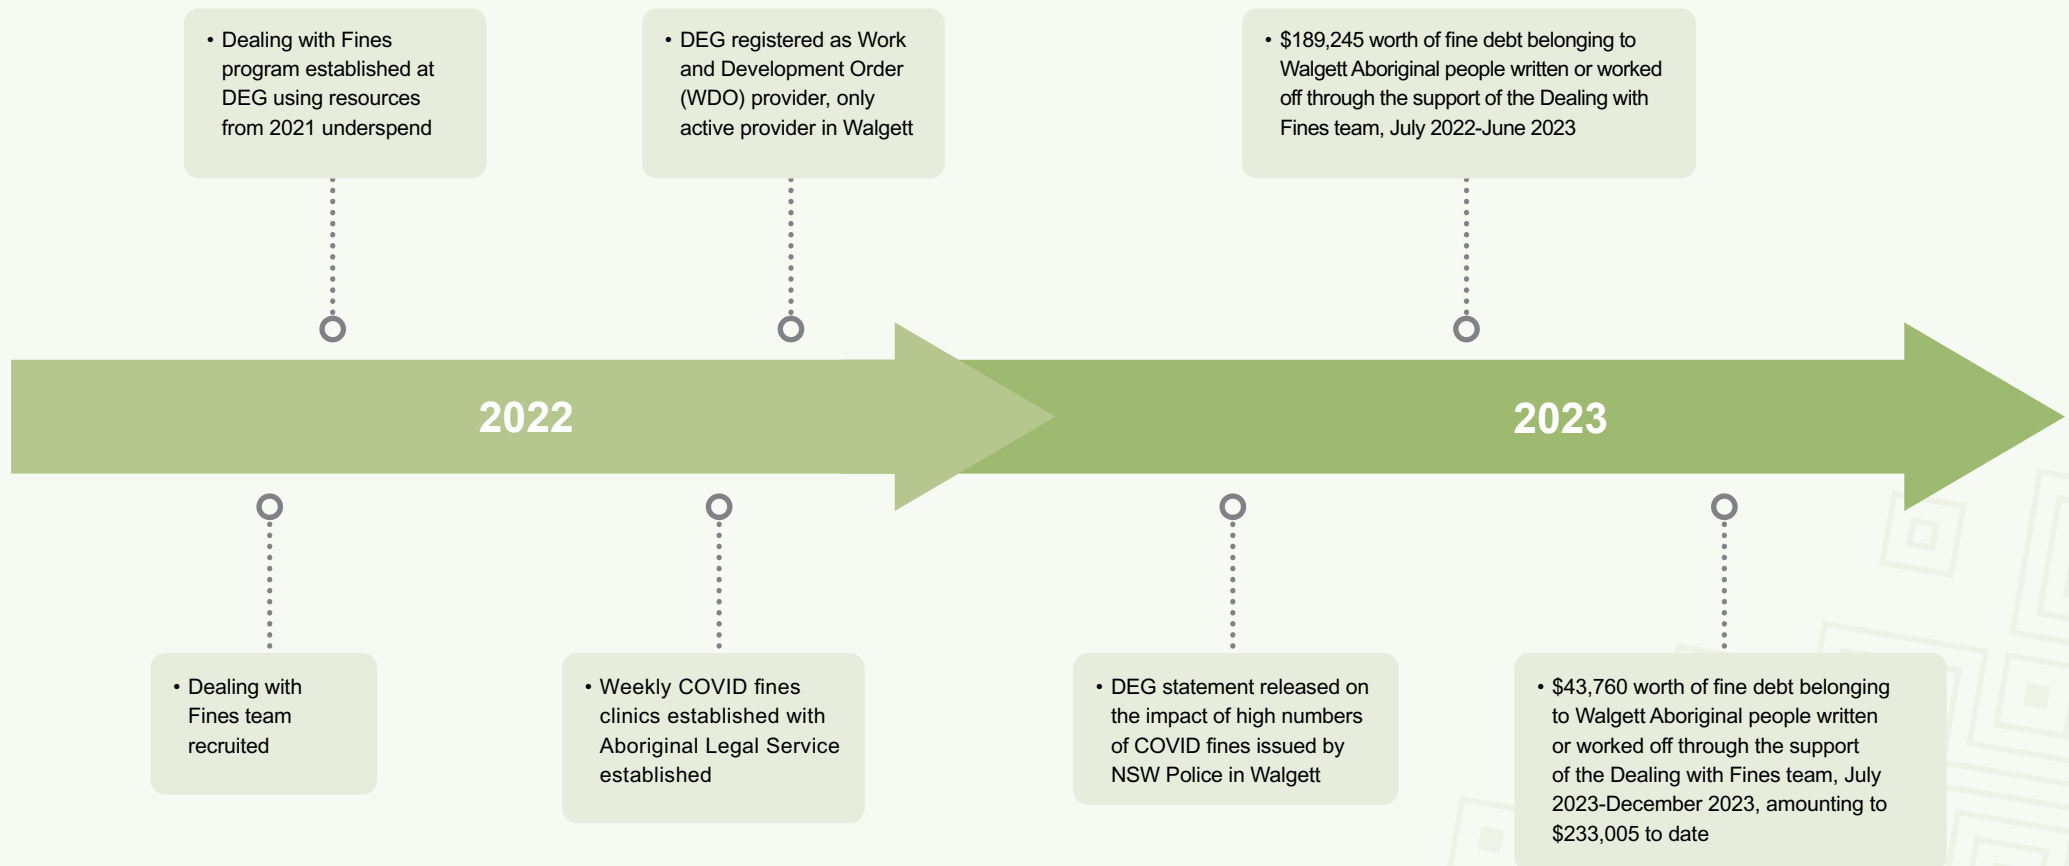 • Dealing with Fines
program established at
DEG using resources
from 2021 underspend
• DEG registered as Work
and Development Order
(WDO) provider, only
active provider in Walgett
• $189,245 worth of fine debt belonging to
Walgett Aboriginal people written or worked
off through the support of the Dealing with
Fines team, July 2022-June 2023
2022
2023
• Dealing with
Fines team
recruited
• Weekly COVID fines
clinics established with
Aboriginal Legal Service
established
• DEG statement released on
the impact of high numbers
of COVID fines issued by
NSW Police in Walgett
• $43,760 worth of fine debt belonging
to Walgett Aboriginal people written
or worked off through the support
of the Dealing with Fines team, July
2023-December 2023, amounting to
$233,005 to date